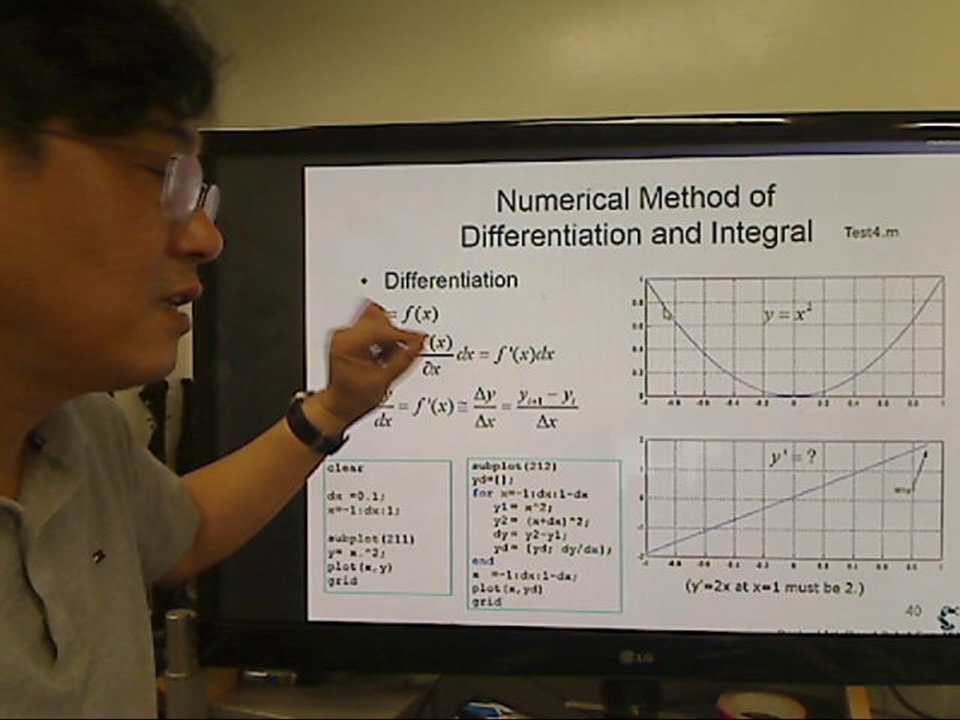 Numerical Method of
Differentiation and Integral
Test4.m
• Differentiation
= f(x)
f(x)/∂x dx = f'(x)dx
/dx = f'(x) ≅ Δy/Δx = (yᵢ₊₁ − yᵢ)/Δx
clear
dx =0.1;
x=-1:dx:1;
subplot(211)
y= x.^2;
plot(x,y)
grid
subplot(212)
yd=[];
for x=-1:dx:1-dx
y1= x^2;
y2= (x+dx)^2;
dy= y2-y1;
yd= [yd; dy/dx];
end
x =-1:dx:1-dx;
plot(x,yd)
grid
y = x²
y' = ?
(y'=2x at x=1 must be 2.)
40
LG